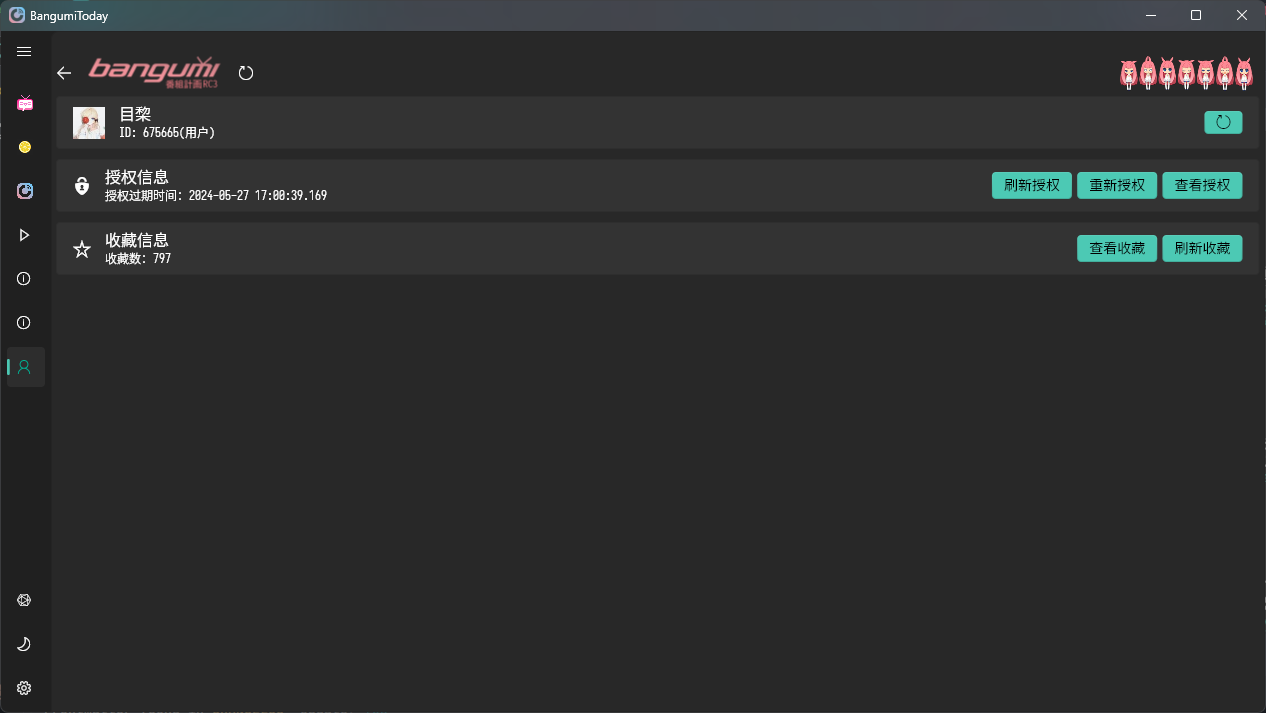 BangumiToday
bangumi
番組計画RC3
目棃
ID: 675665(用户)
授权信息
授权过期时间: 2024-05-27 17:00:39.169
刷新授权
重新授权
查看授权
收藏信息
收藏数: 797
查看收藏
刷新收藏